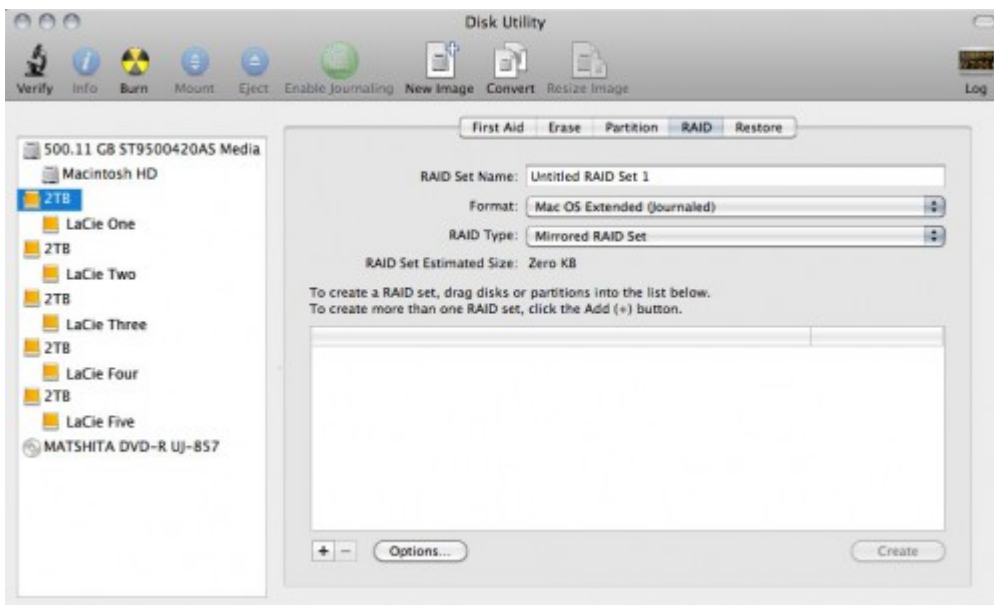 Disk Utility
Verify Info Burn Mount Eject Enable Journaling New Image Convert Resize Image Log
First Aid Erase Partition RAID Restore
500.11 GB ST9500420AS Media
Macintosh HD
2TB
LaCie One
2TB
LaCie Two
2TB
LaCie Three
2TB
LaCie Four
2TB
LaCie Five
MATSHITA DVD-R UJ-857
RAID Set Name: Untitled RAID Set 1
Format: Mac OS Extended (Journaled)
RAID Type: Mirrored RAID Set
RAID Set Estimated Size: Zero KB
To create a RAID set, drag disks or partitions into the list below.
To create more than one RAID set, click the Add (+) button.
+ − Options... Create